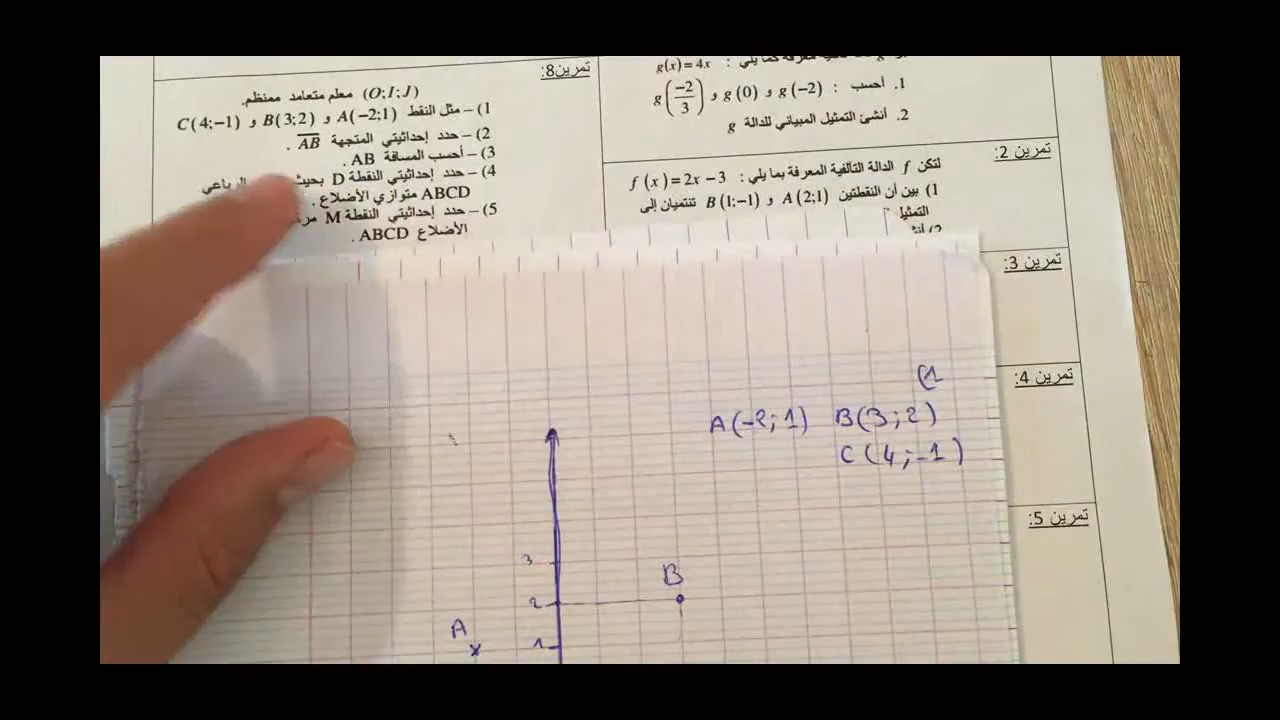 تمرين8:
(O;I;J) معلم متعامد ممنظم.
1) – مثل النقط A(−2;1) و B(3;2) و C(4;−1)
2) – حدد إحداثيتي المتجهة AB .
3) – أحسب المسافة AB .
4) – حدد إحداثيتي النقطة D بحيث الرباعي
ABCD متوازي الأضلاع .
5) – حدد إحداثيتي النقطة M
الأضلاع ABCD .
g(x)=4x : كما يلي
1. أحسب : g(−2) و g(0) و g(−2/3)
2. أنشئ التمثيل المبياني للدالة g
تمرين 2:
لتكن f الدالة التألفية المعرفة بما يلي : f(x)=2x−3
1) بين أن النقطتين A(2;1) و B(1;−1) تنتميان إلى
التمثيل
تمرين 3:
تمرين 4:
تمرين 5:
(1
A(-2;1) B(3;2)
C(4;-1)
3
B
2
A
1